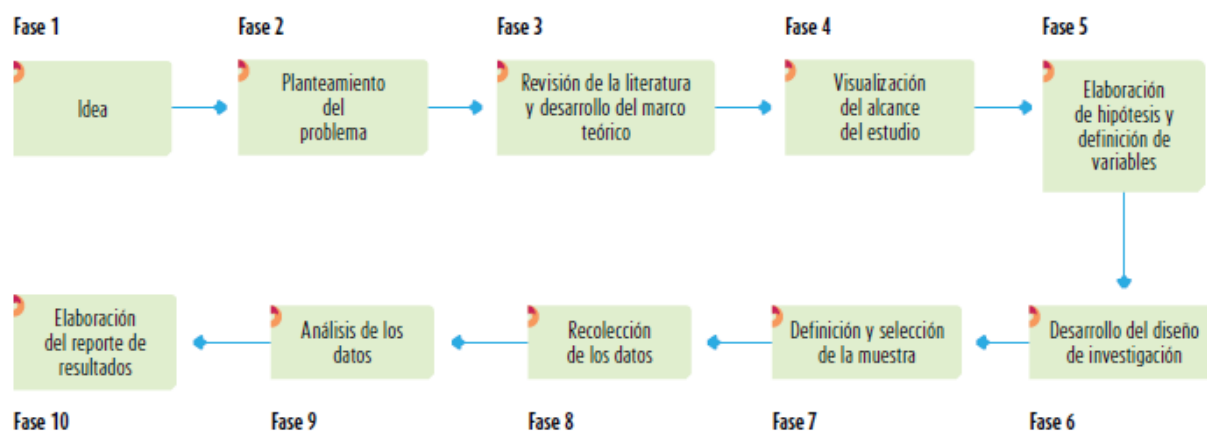 Fase 1
Idea
Fase 2
Planteamiento
del
problema
Fase 3
Revisión de la literatura
y desarrollo del marco
teórico
Fase 4
Visualización
del alcance
del estudio
Fase 5
Elaboración
de hipótesis y
definición de
variables
Desarrollo del diseño
de investigación
Fase 6
Definición y selección
de la muestra
Fase 7
Recolección
de los datos
Fase 8
Análisis de los
datos
Fase 9
Elaboración
del reporte de
resultados
Fase 10